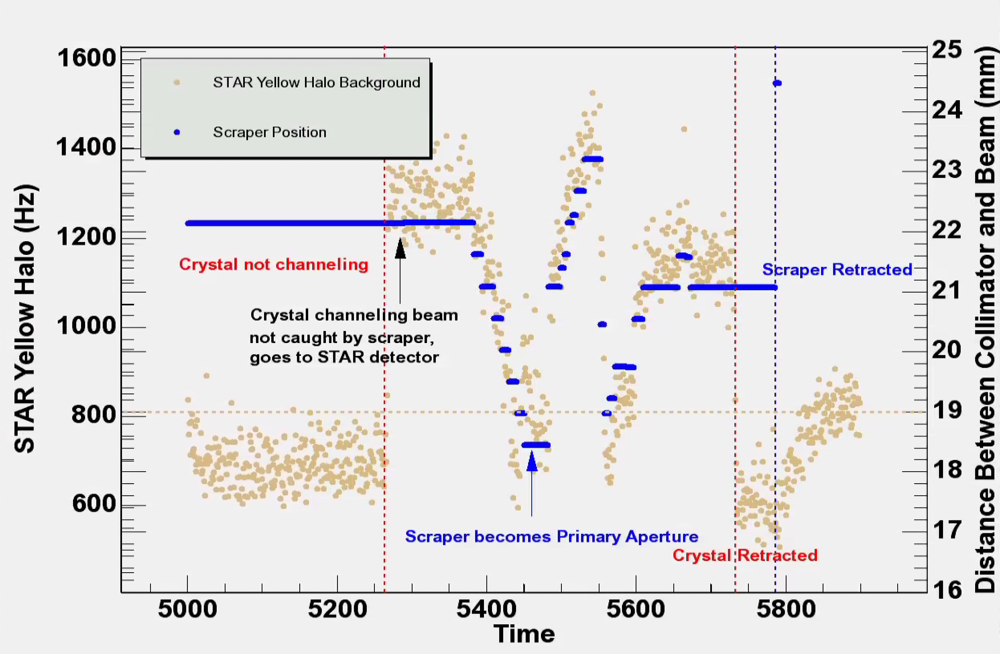 STAR Yellow Halo (Hz)
1600
1400
1200
1000
800
600
STAR Yellow Halo Background
Scraper Position
Crystal not channeling
Crystal channeling beam
not caught by scraper,
goes to STAR detector
Scraper becomes Primary Aperture
Crystal Retracted
Scraper Retracted
25
24
23
22
21
20
19
18
17
16
Distance Between Collimator and Beam (mm)
5000 5200 5400 5600 5800
Time